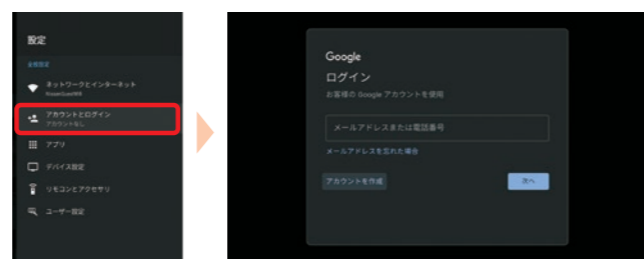 設定
全般設定
ネットワークとインターネット
アカウントとログイン
アカウントなし
アプリ
デバイス設定
リモコンとアクセサリ
ユーザー設定
Google
ログイン
お客様の Google アカウントを使用
メールアドレスまたは電話番号
メールアドレスを忘れた場合
アカウントを作成
次へ